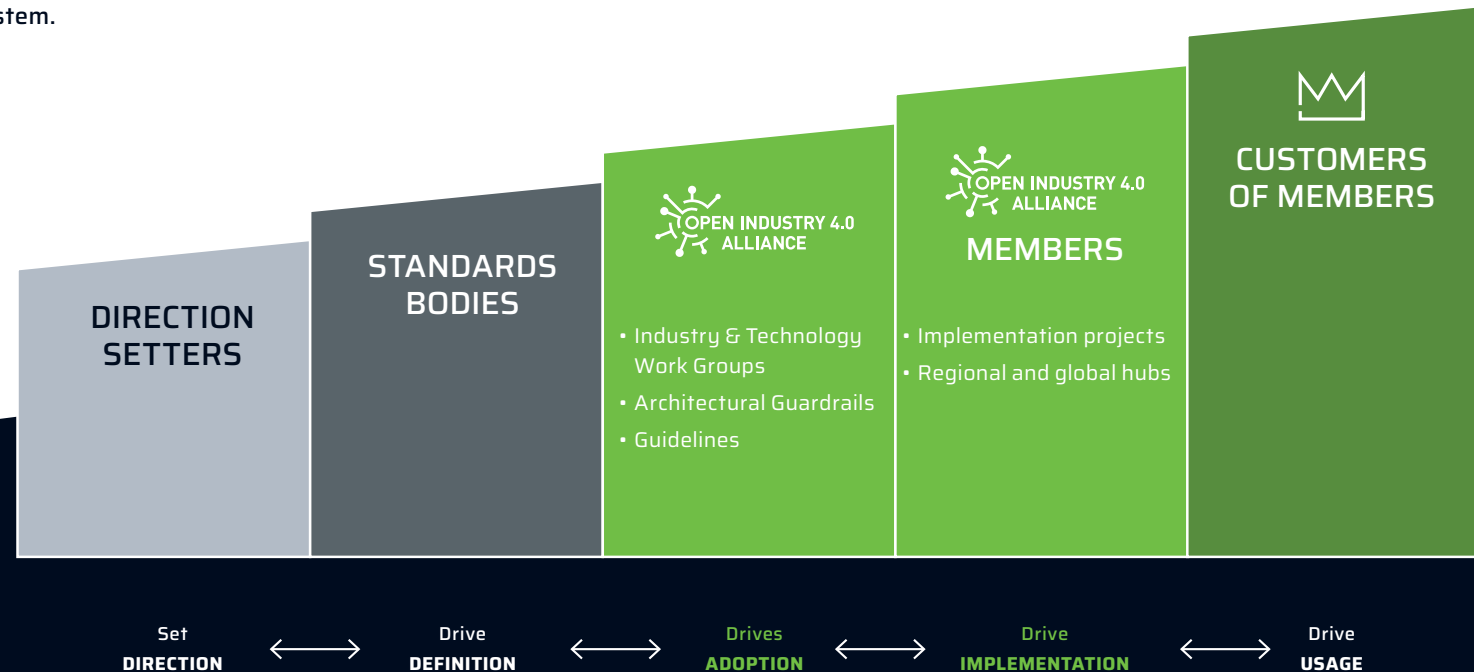 stem.
DIRECTION
SETTERS
STANDARDS
BODIES
OPEN INDUSTRY 4.0
ALLIANCE
• Industry & Technology
Work Groups
• Architectural Guardrails
• Guidelines
OPEN INDUSTRY 4.0
ALLIANCE
MEMBERS
• Implementation projects
• Regional and global hubs
CUSTOMERS
OF MEMBERS
Set
DIRECTION
Drive
DEFINITION
Drives
ADOPTION
Drive
IMPLEMENTATION
Drive
USAGE